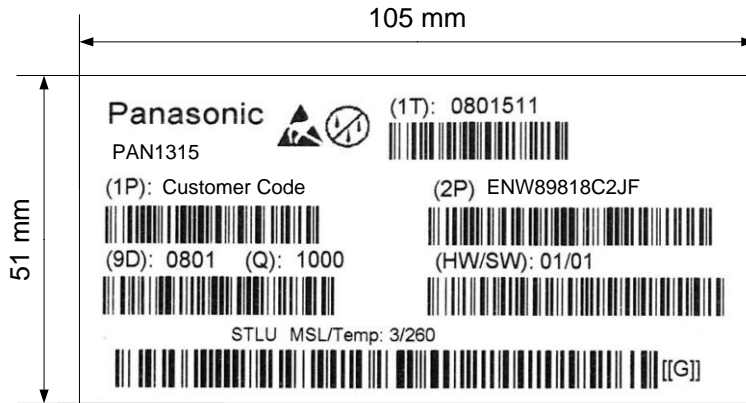 105 mm
51 mm
Panasonic
(1T): 0801511
PAN1315
(1P): Customer Code
(2P) ENW89818C2JF
(9D): 0801 (Q): 1000
(HW/SW): 01/01
STLU MSL/Temp: 3/260
[[G]]